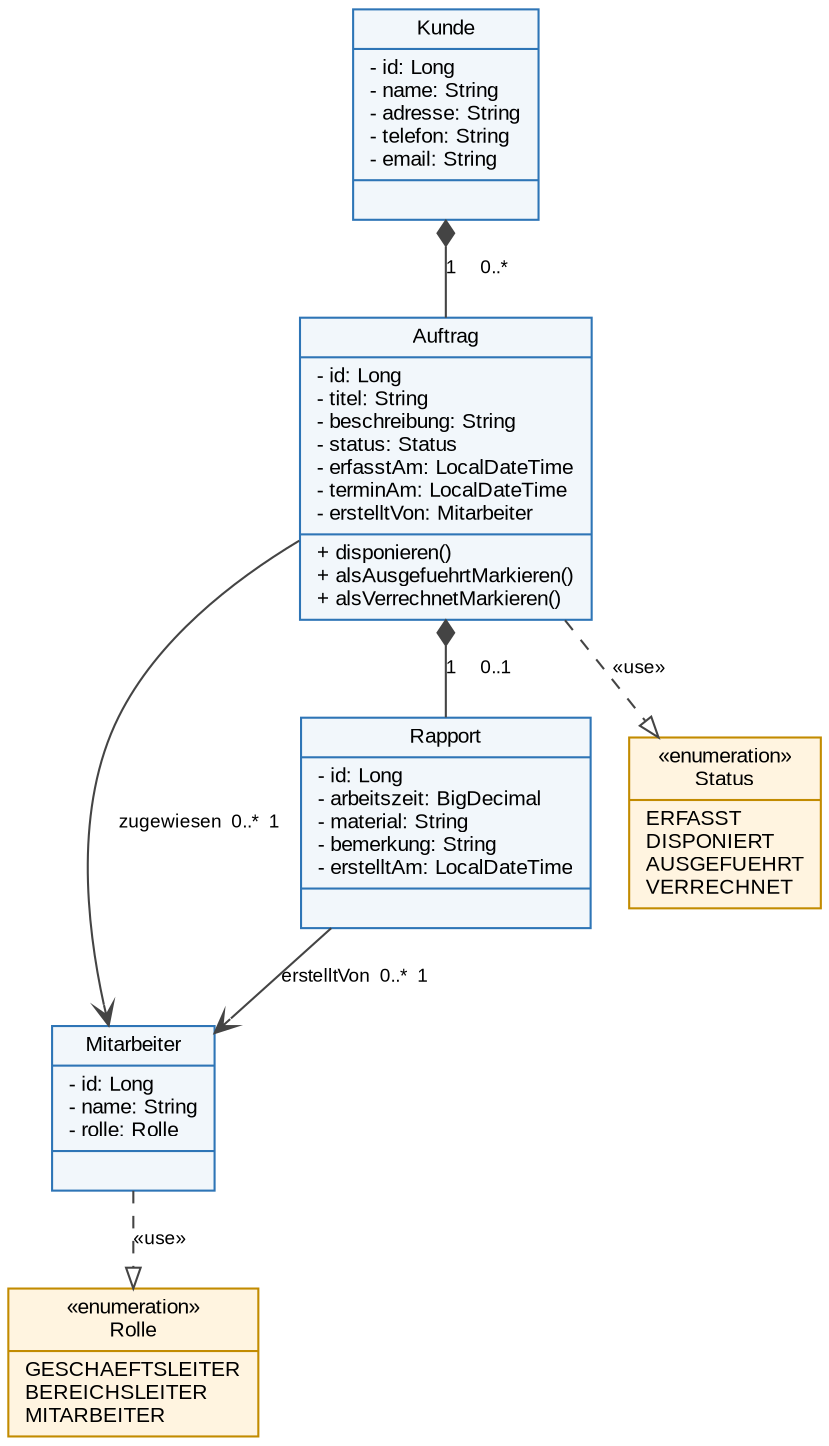 Kunde
- id: Long
- name: String
- adresse: String
- telefon: String
- email: String
1 0..*
Auftrag
- id: Long
- titel: String
- beschreibung: String
- status: Status
- erfasstAm: LocalDateTime
- terminAm: LocalDateTime
- erstelltVon: Mitarbeiter
+ disponieren()
+ alsAusgefuehrtMarkieren()
+ alsVerrechnetMarkieren()
1 0..1
«use»
Rapport
- id: Long
- arbeitszeit: BigDecimal
- material: String
- bemerkung: String
- erstelltAm: LocalDateTime
«enumeration»
Status
ERFASST
DISPONIERT
AUSGEFUEHRT
VERRECHNET
zugewiesen 0..* 1
erstelltVon 0..* 1
Mitarbeiter
- id: Long
- name: String
- rolle: Rolle
«use»
«enumeration»
Rolle
GESCHAEFTSLEITER
BEREICHSLEITER
MITARBEITER